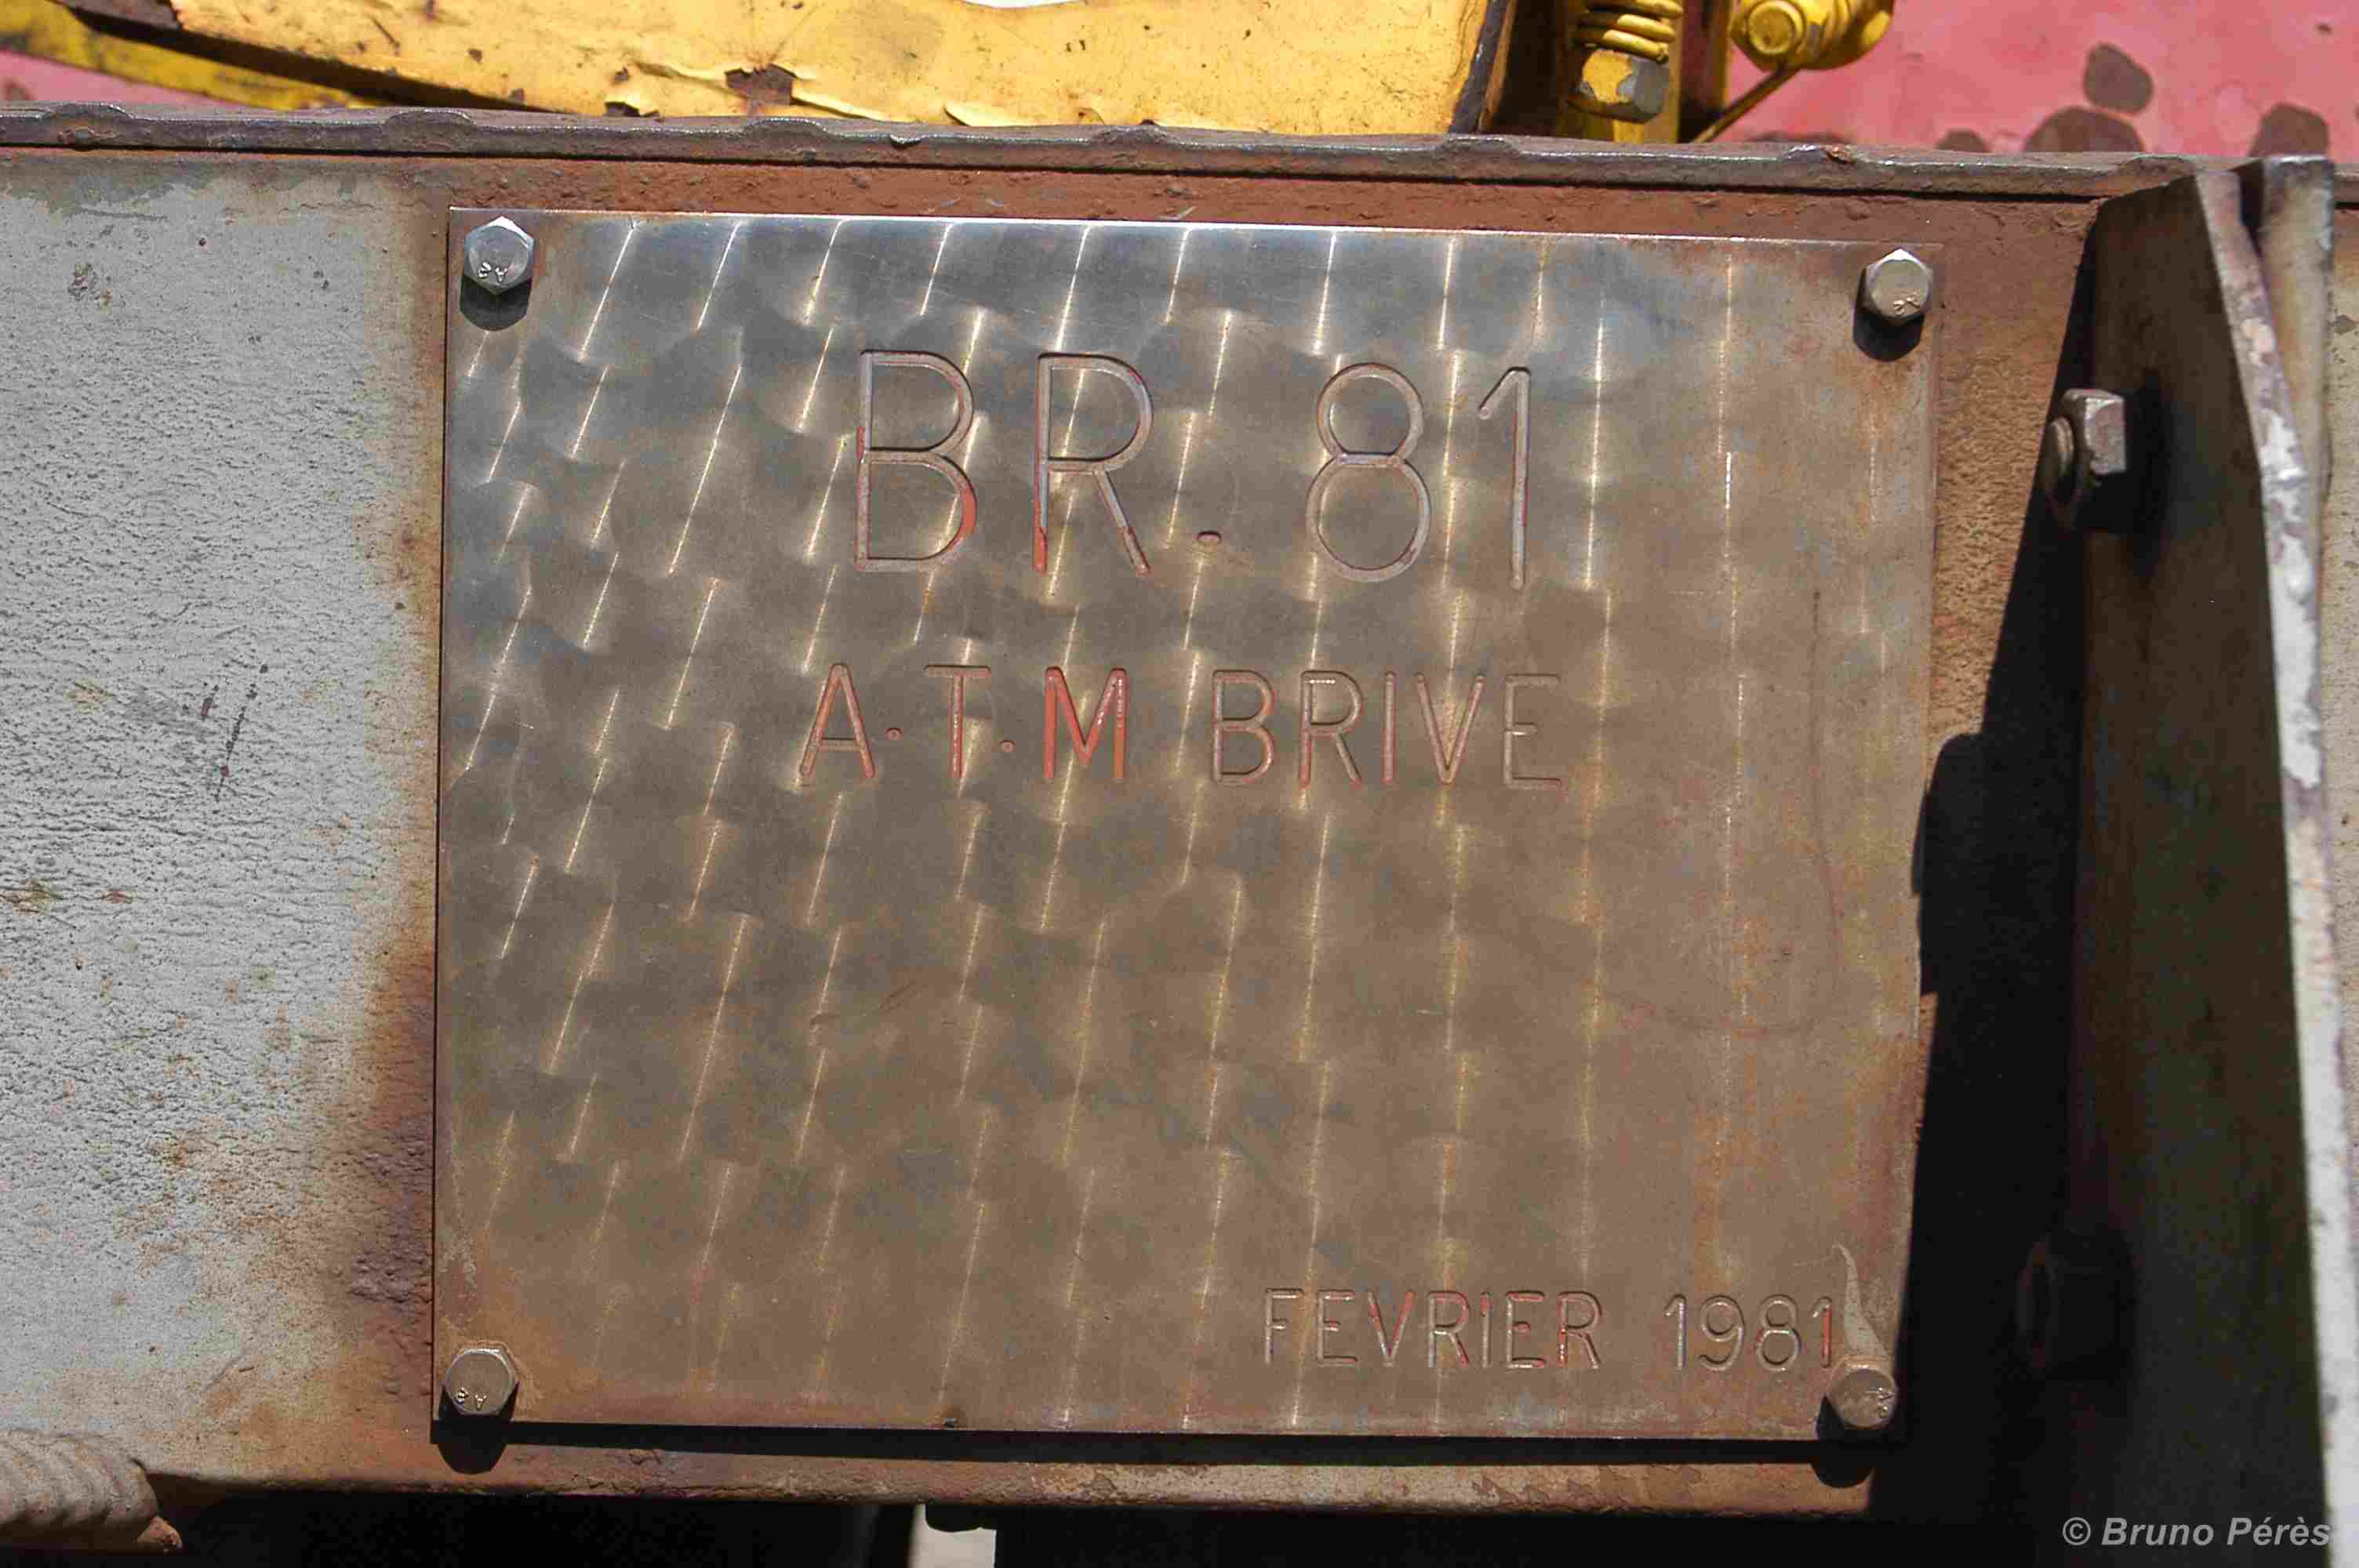 BR. 81
A.T.M BRIVE
FEVRIER 1981
© Bruno Pérès